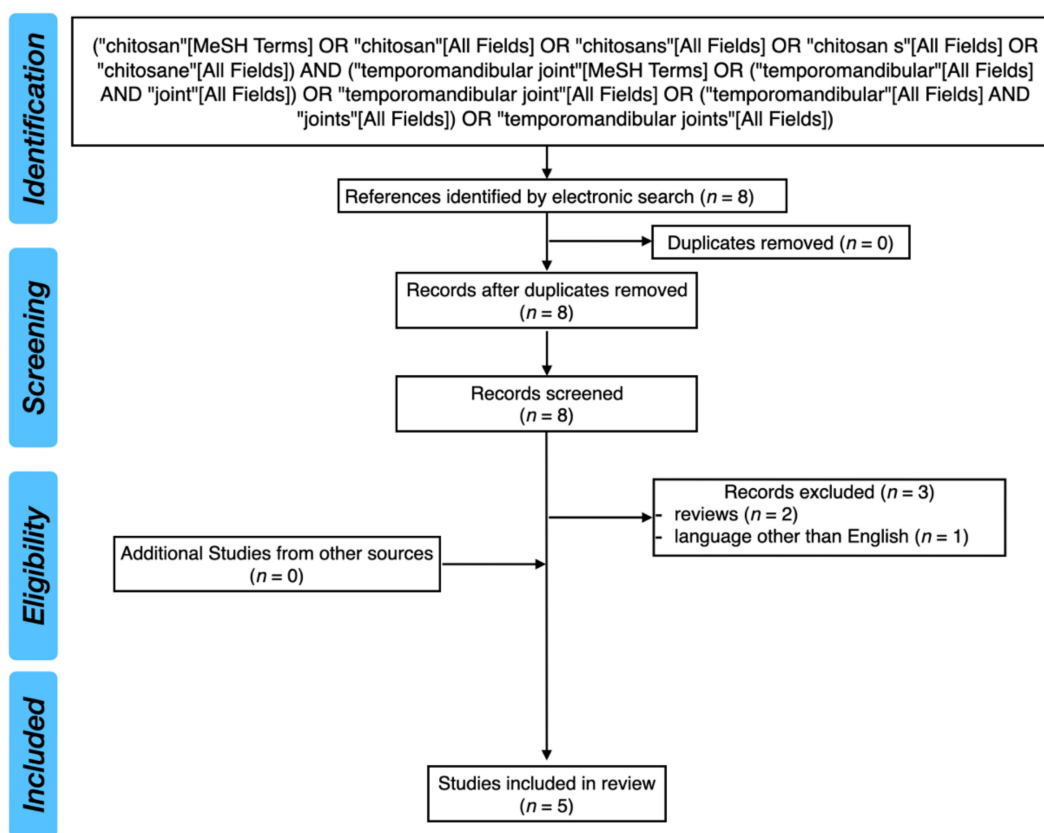 Identification
("chitosan"[MeSH Terms] OR "chitosan"[All Fields] OR "chitosans"[All Fields] OR "chitosan s"[All Fields] OR
"chitosane"[All Fields]) AND ("temporomandibular joint"[MeSH Terms] OR ("temporomandibular"[All Fields]
AND "joint"[All Fields]) OR "temporomandibular joint"[All Fields] OR ("temporomandibular"[All Fields] AND
"joints"[All Fields]) OR "temporomandibular joints"[All Fields])
References identified by electronic search (n = 8)
Duplicates removed (n = 0)
Screening
Records after duplicates removed
(n = 8)
Records screened
(n = 8)
Eligibility
Records excluded (n = 3)
- reviews (n = 2)
- language other than English (n = 1)
Additional Studies from other sources
(n = 0)
Included
Studies included in review
(n = 5)